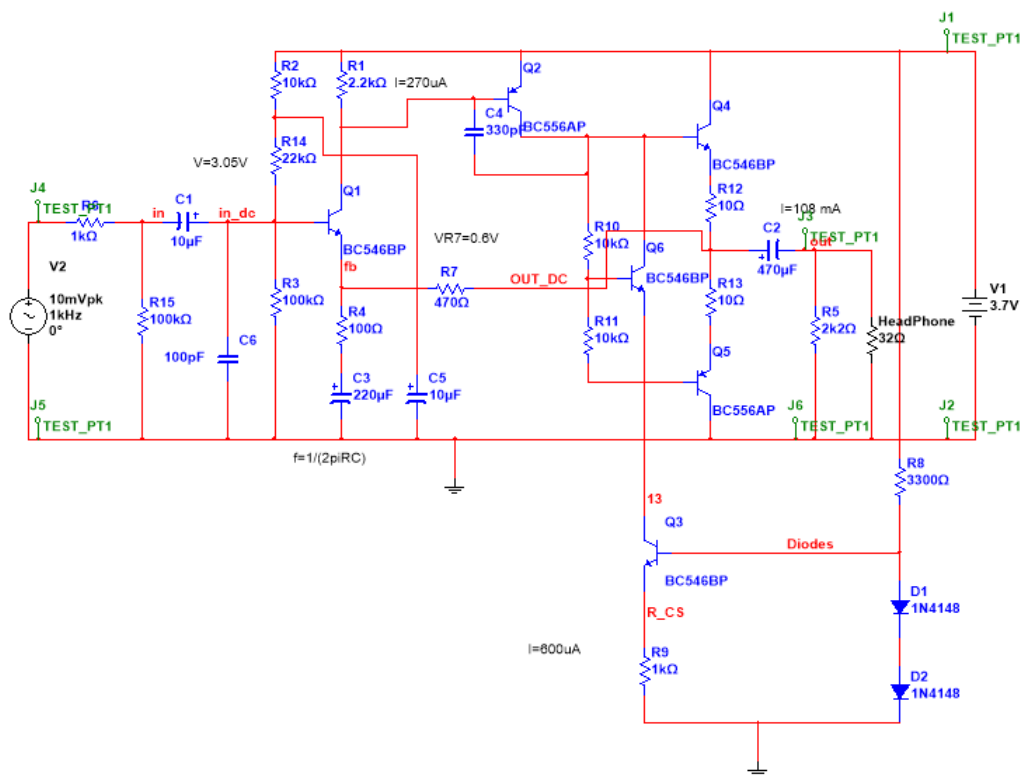 J1
TEST_PT1
R2
10kΩ
R1
2.2kΩ
I=270uA
Q2
C4
330pF
BC556AP
Q4
BC546BP
R14
22kΩ
V=3.05V
J4
TEST_PT1
R6
1kΩ
in
C1
10µF
in_dc
Q1
BC546BP
R12
10Ω
I=108 mA
J3
TEST_PT1
out
C2
470µF
VR7=0.6V
fb
R7
470Ω
OUT_DC
R10
10kΩ
Q6
BC546BP
V2
10mVpk
1kHz
0°
R15
100kΩ
R3
100kΩ
R4
100Ω
R13
10Ω
R5
2k2Ω
HeadPhone
32Ω
V1
3.7V
C6
100pF
R11
10kΩ
Q5
BC556AP
C3
220µF
C5
10µF
J5
TEST_PT1
J6
TEST_PT1
J2
TEST_PT1
f=1/(2piRC)
R8
3300Ω
13
Q3
BC546BP
Diodes
D1
1N4148
R_CS
I=600uA
R9
1kΩ
D2
1N4148